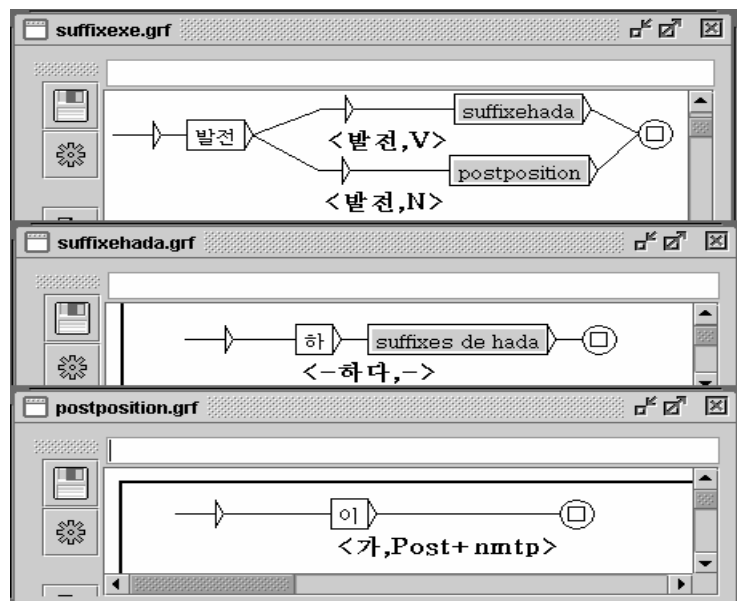 suffixexe.grf
발전
suffixehada
<발전,V>
postposition
<발전,N>
suffixehada.grf
하
suffixes de hada
<-하다,->
postposition.grf
이
<가,Post+nmtp>